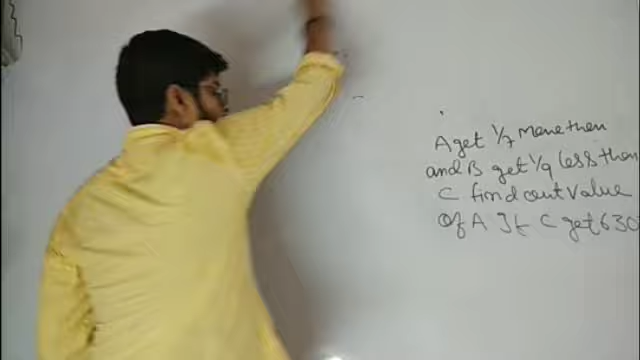 A get 1/7 more then
and B get 1/9 less then
C find out value
Of A If C get 630